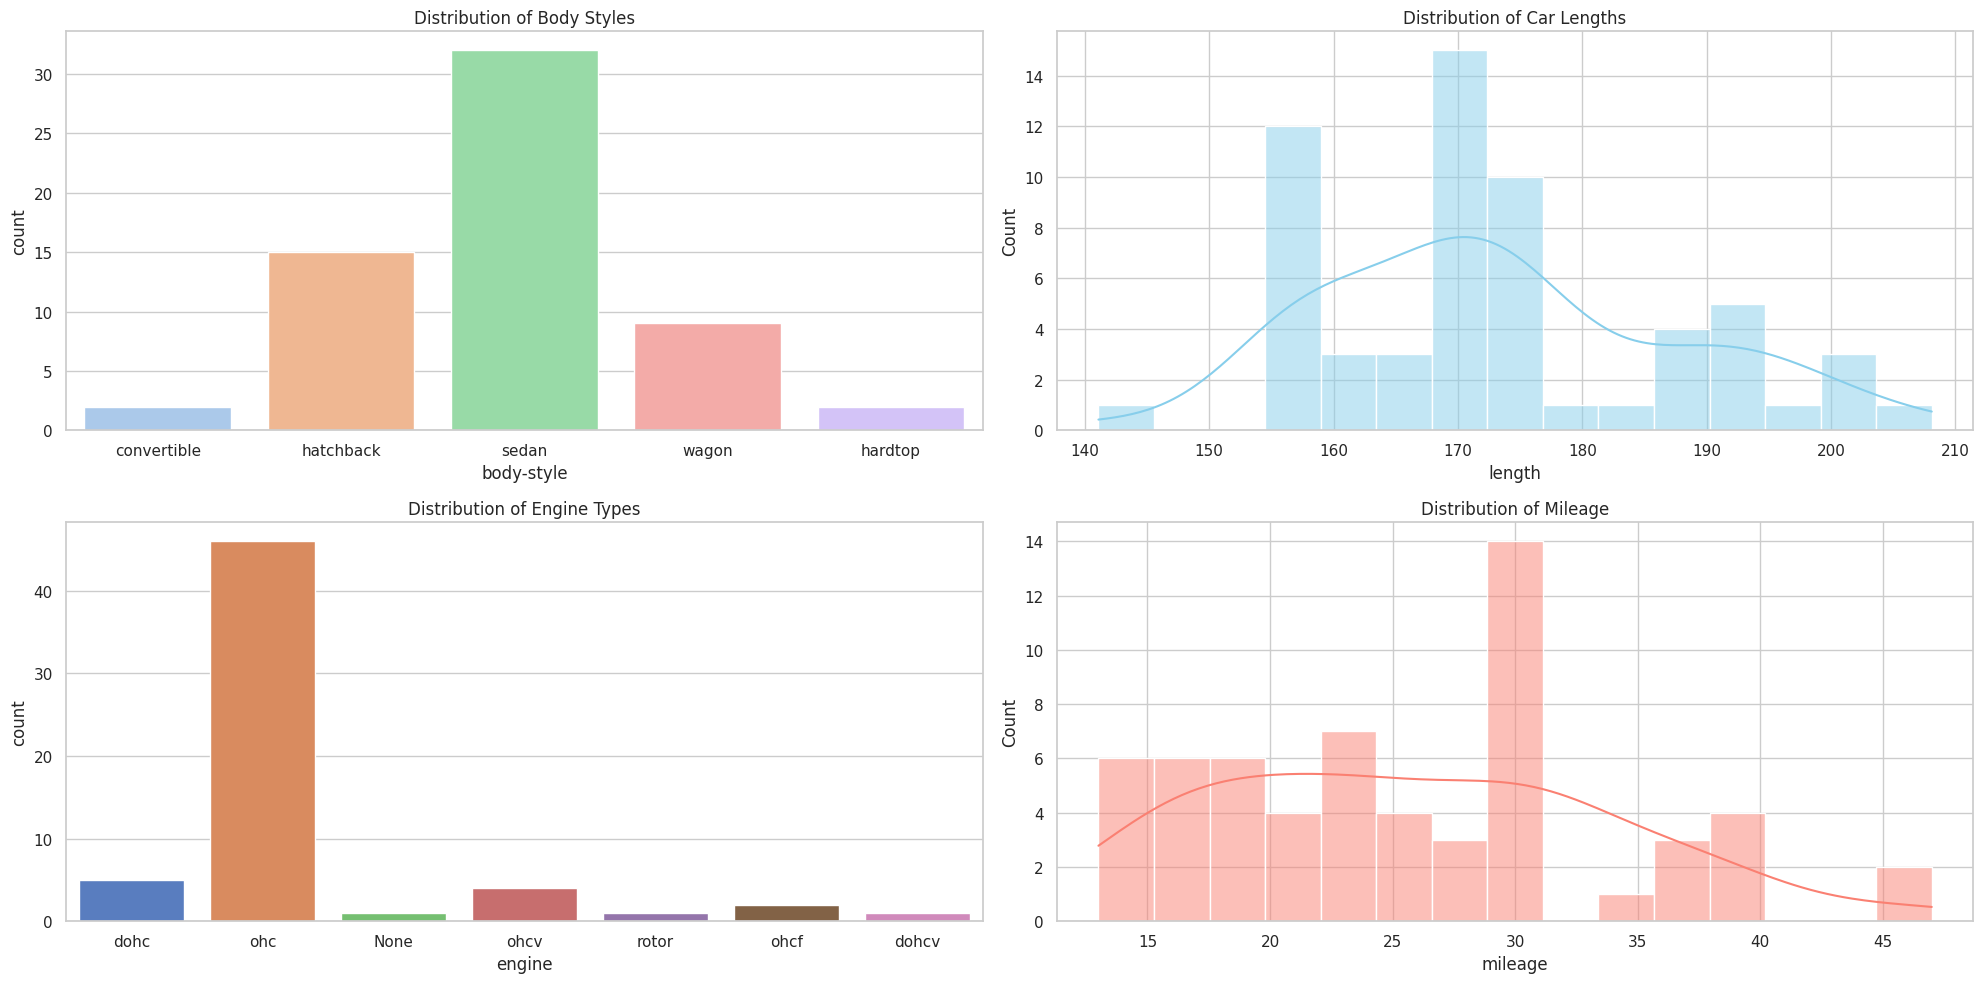 Distribution of Body Styles
count
30
25
20
15
10
5
0
convertible hatchback sedan wagon hardtop
body-style
Distribution of Car Lengths
Count
14
12
10
8
6
4
2
0
140 150 160 170 180 190 200 210
length
Distribution of Engine Types
count
40
30
20
10
0
dohc ohc None ohcv rotor ohcf dohcv
engine
Distribution of Mileage
Count
14
12
10
8
6
4
2
0
15 20 25 30 35 40 45
mileage